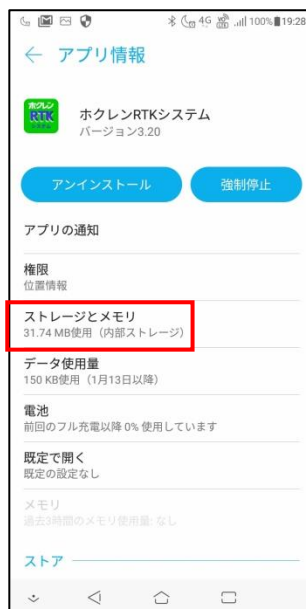 4G 100% 19:28
← アプリ情報
ホクレン
RTK
システム
ホクレンRTKシステム
バージョン3.20
アンインストール 強制停止
アプリの通知
権限
位置情報
ストレージとメモリ
31.74 MB使用（内部ストレージ）
データ使用量
150 KB使用（1月13日以降）
電池
前回のフル充電以降 0% 使用しています
既定で開く
既定の設定なし
メモリ
過去3時間のメモリ使用量: なし
ストア